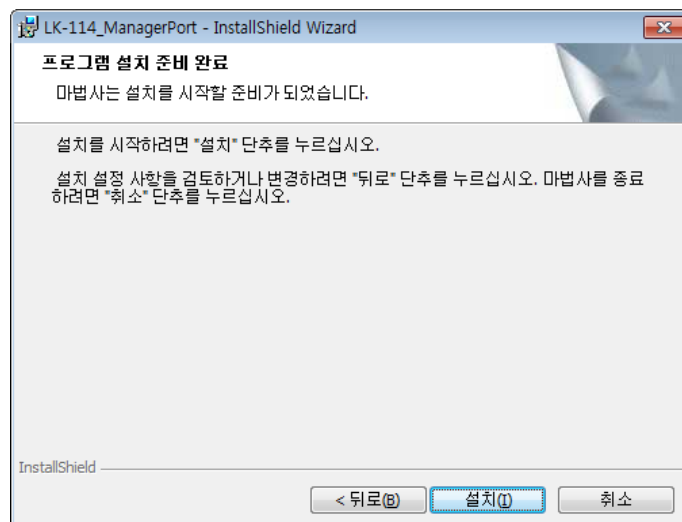 LK-114_ManagerPort - InstallShield Wizard
프로그램 설치 준비 완료
마법사는 설치를 시작할 준비가 되었습니다.
설치를 시작하려면 "설치" 단추를 누르십시오.
설치 설정 사항을 검토하거나 변경하려면 "뒤로" 단추를 누르십시오. 마법사를 종료
하려면 "취소" 단추를 누르십시오.
InstallShield
< 뒤로(B) 설치(I) 취소